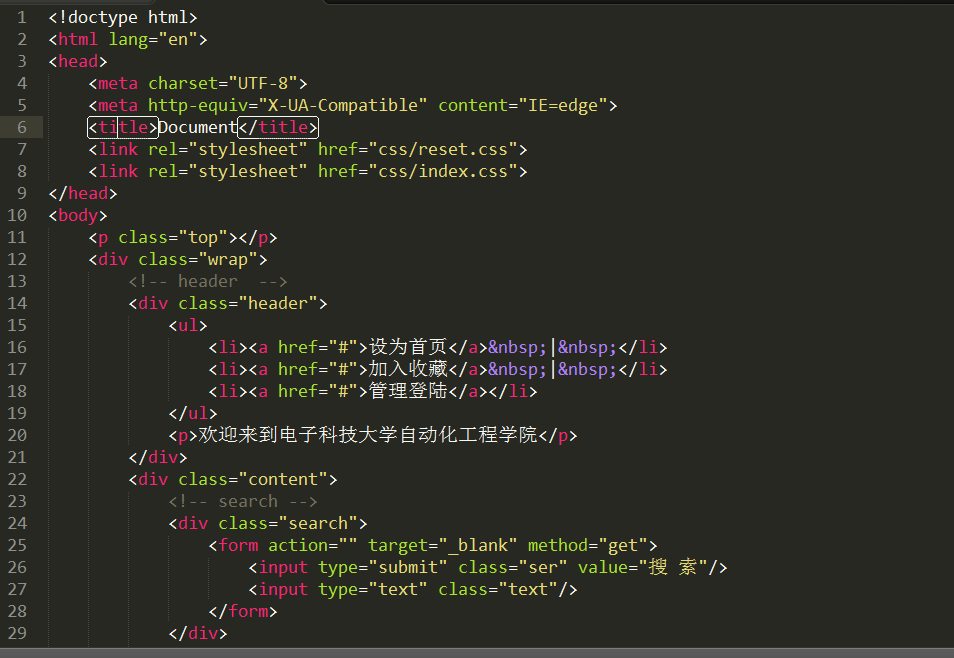 1 <!doctype html>
2 <html lang="en">
3 <head>
4 <meta charset="UTF-8">
5 <meta http-equiv="X-UA-Compatible" content="IE=edge">
6 <title>Document</title>
7 <link rel="stylesheet" href="css/reset.css">
8 <link rel="stylesheet" href="css/index.css">
9 </head>
10 <body>
11 <p class="top"></p>
12 <div class="wrap">
13 <!-- header  -->
14 <div class="header">
15 <ul>
16 <li><a href="#">设为首页</a>&nbsp;|&nbsp;</li>
17 <li><a href="#">加入收藏</a>&nbsp;|&nbsp;</li>
18 <li><a href="#">管理登陆</a></li>
19 </ul>
20 <p>欢迎来到电子科技大学自动化工程学院</p>
21 </div>
22 <div class="content">
23 <!-- search -->
24 <div class="search">
25 <form action="" target="_blank" method="get">
26 <input type="submit" class="ser" value="搜 索"/>
27 <input type="text" class="text"/>
28 </form>
29 </div>